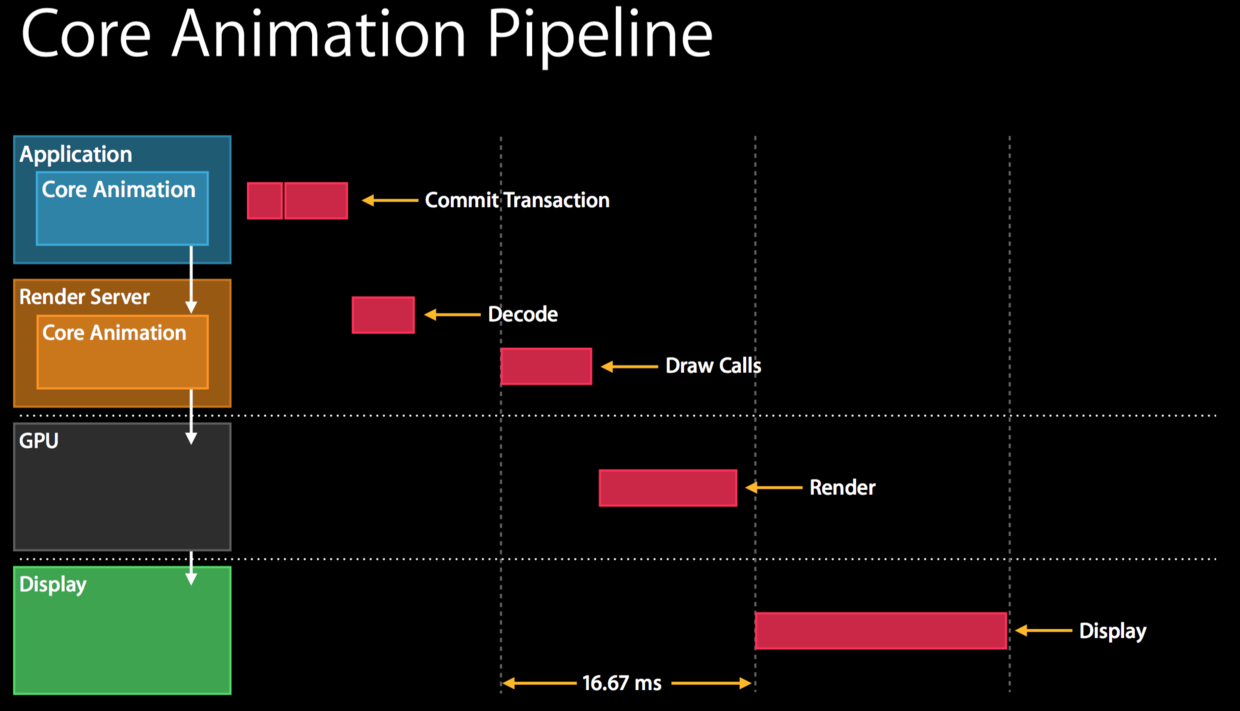 Core Animation Pipeline
Application
Core Animation
Commit Transaction
Render Server
Core Animation
Decode
Draw Calls
GPU
Render
Display
Display
16.67 ms